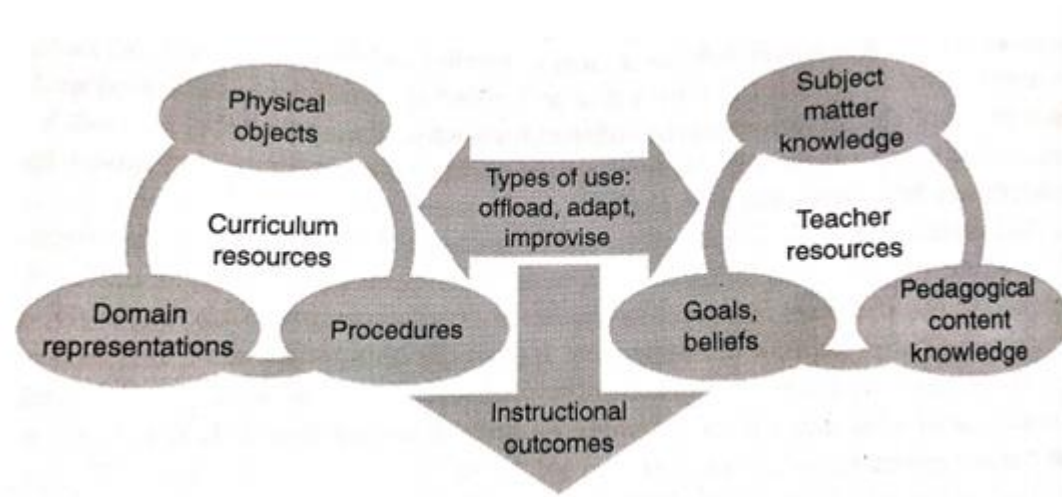 Physical
objects
Curriculum
resources
Domain
representations
Procedures
Types of use:
offload, adapt,
improvise
Instructional
outcomes
Subject
matter
knowledge
Teacher
resources
Goals,
beliefs
Pedagogical
content
knowledge